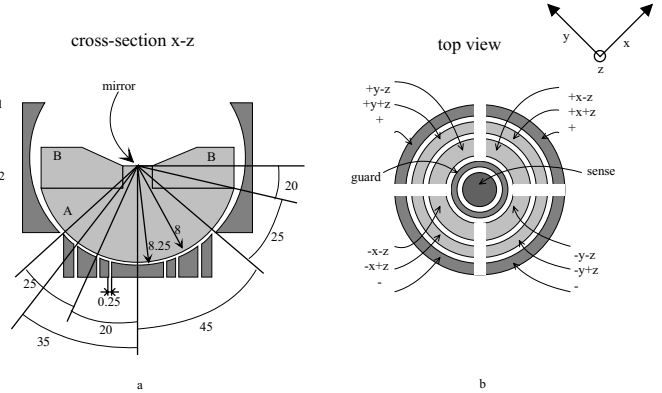 cross-section x-z
mirror
B
B
A
8
8.25
20
25
25
0.25
20
45
35
a
top view
y
x
z
+y-z
+y+z
+
+x-z
+x+z
+
guard
sense
-x-z
-x+z
-
-y-z
-y+z
-
b